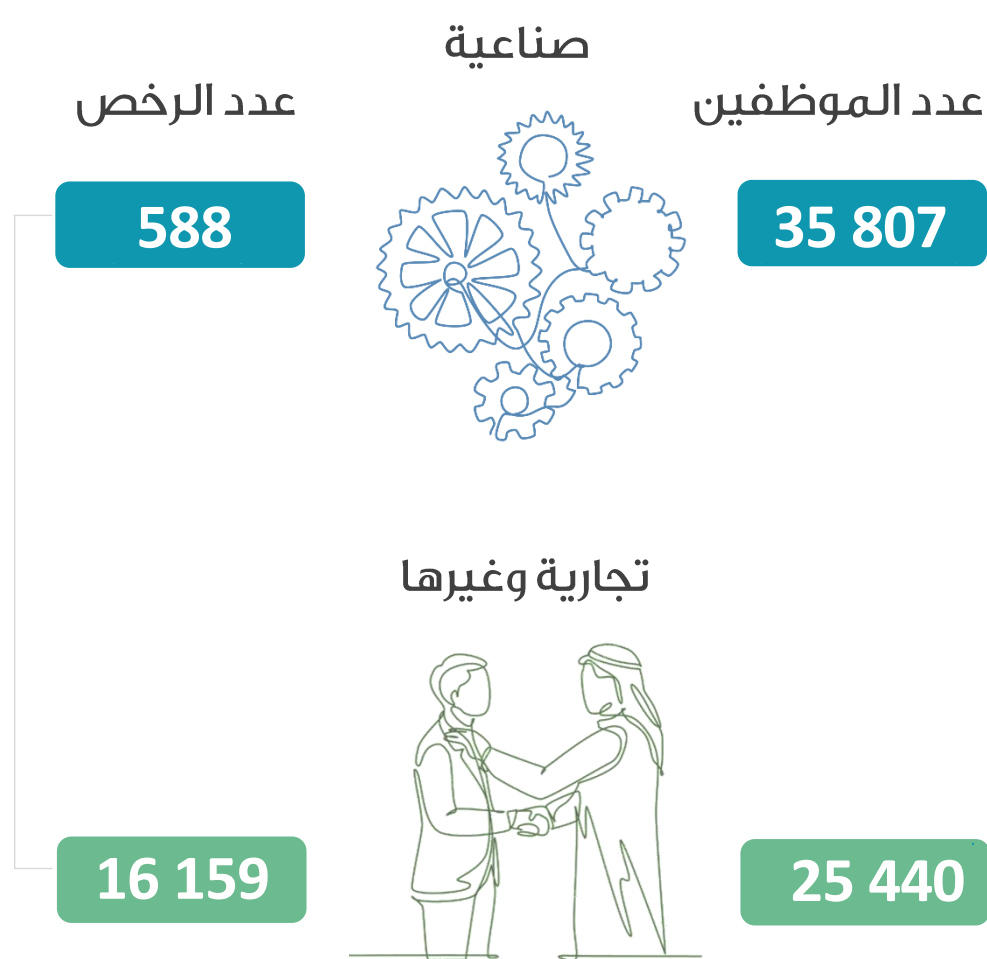 صناعية
عدد الموظفين
عدد الرخص
35 807
588
تجارية وغيرها
25 440
16 159